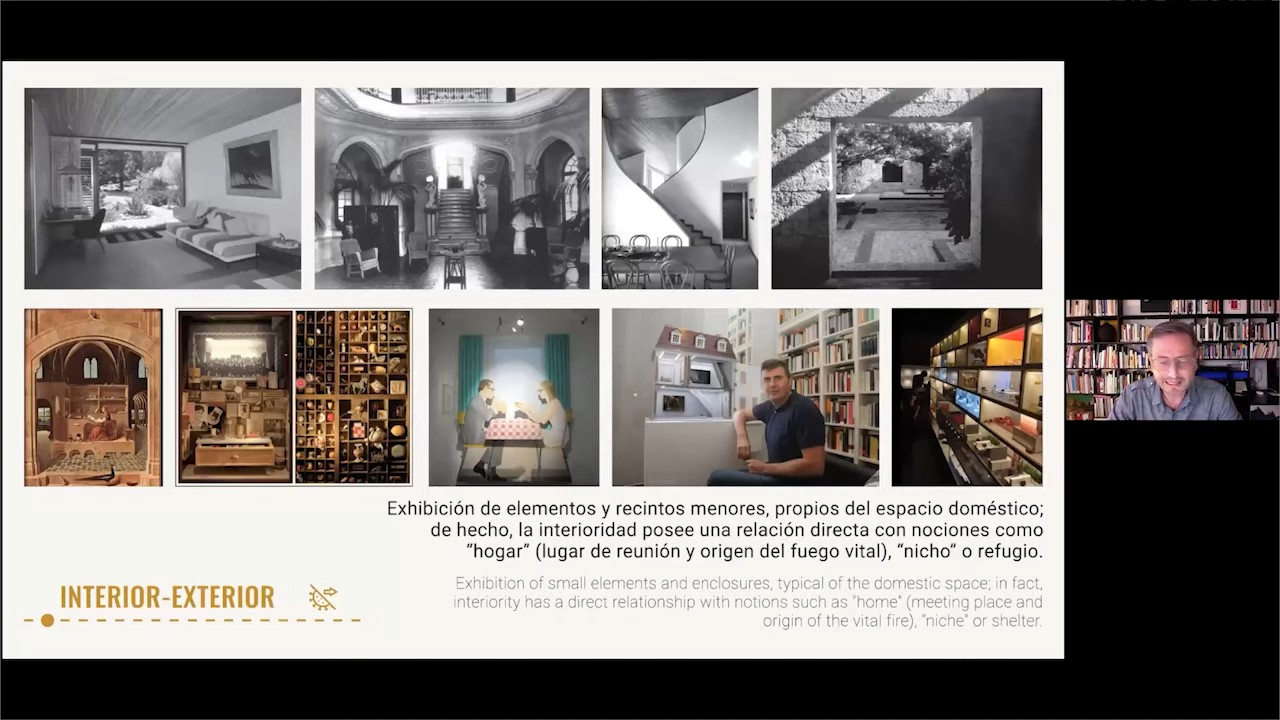 Exhibición de elementos y recintos menores, propios del espacio doméstico;
de hecho, la interioridad posee una relación directa con nociones como
“hogar” (lugar de reunión y origen del fuego vital), “nicho” o refugio.
Exhibition of small elements and enclosures, typical of the domestic space; in fact,
interiority has a direct relationship with notions such as "home" (meeting place and
origin of the vital fire), "niche" or shelter.
INTERIOR-EXTERIOR